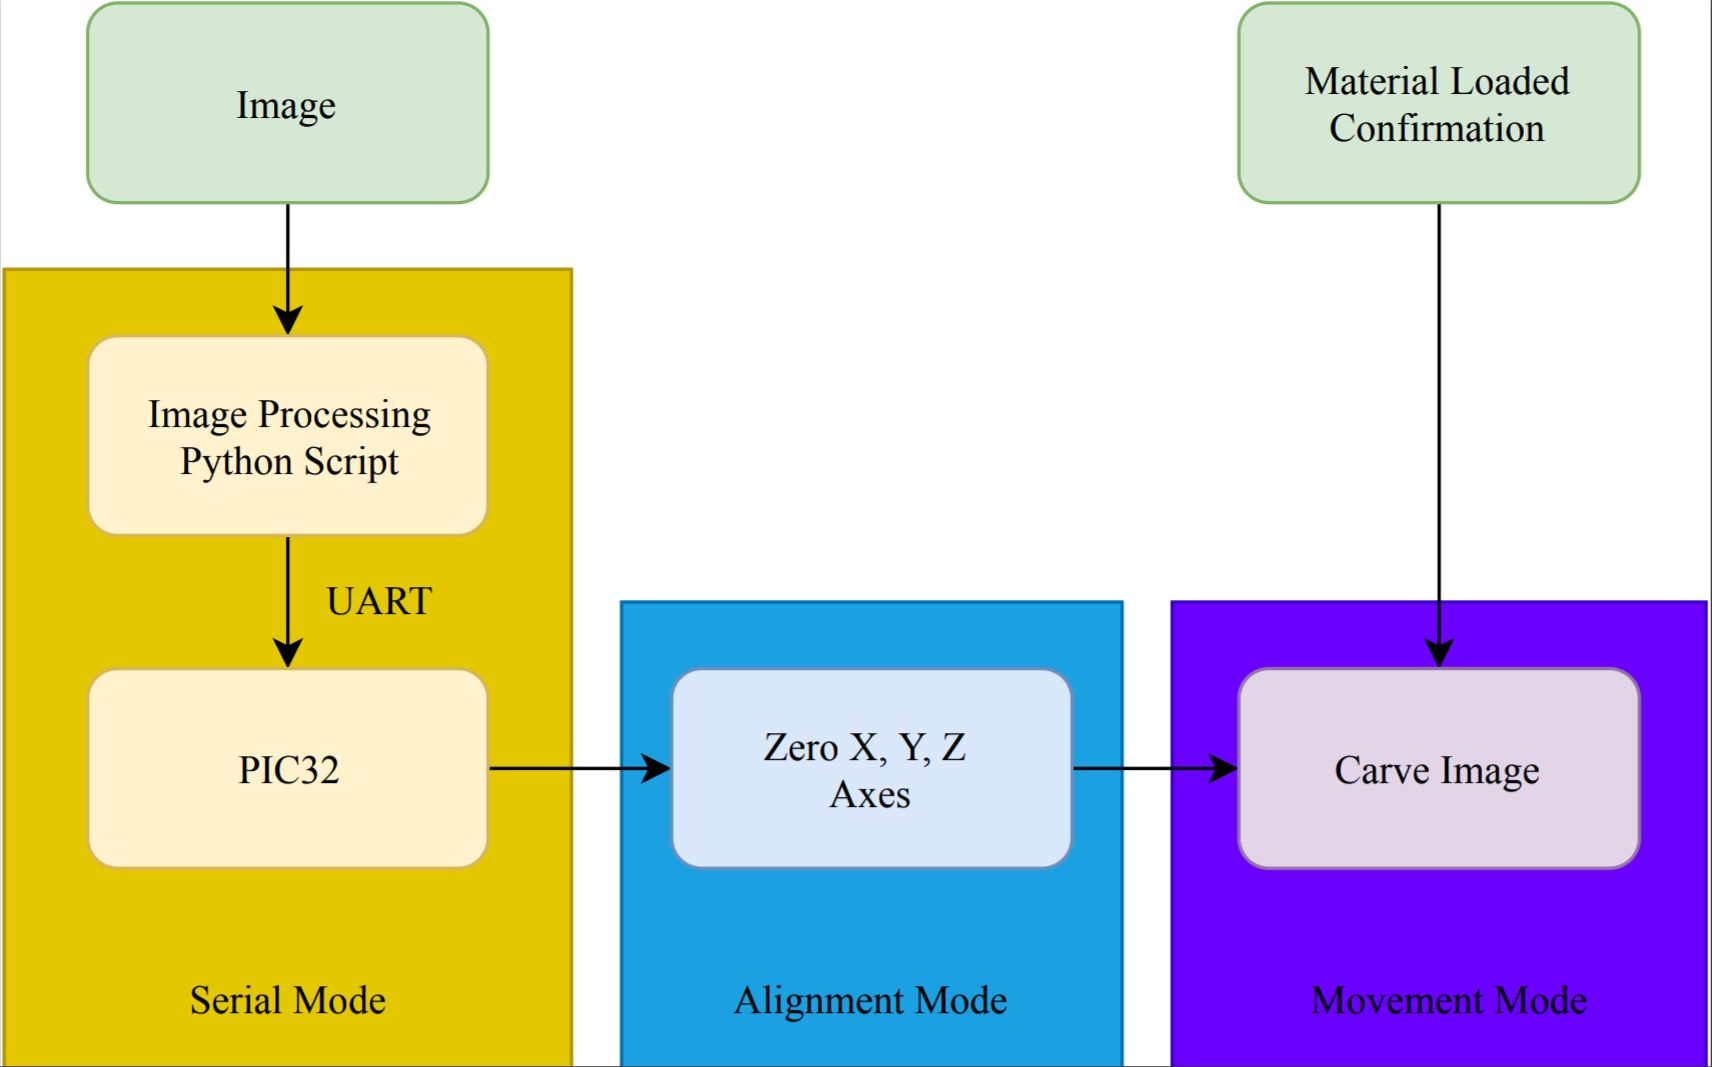 Image
Material Loaded
Confirmation
Image Processing
Python Script
UART
PIC32
Zero X, Y, Z
Axes
Carve Image
Serial Mode
Alignment Mode
Movement Mode